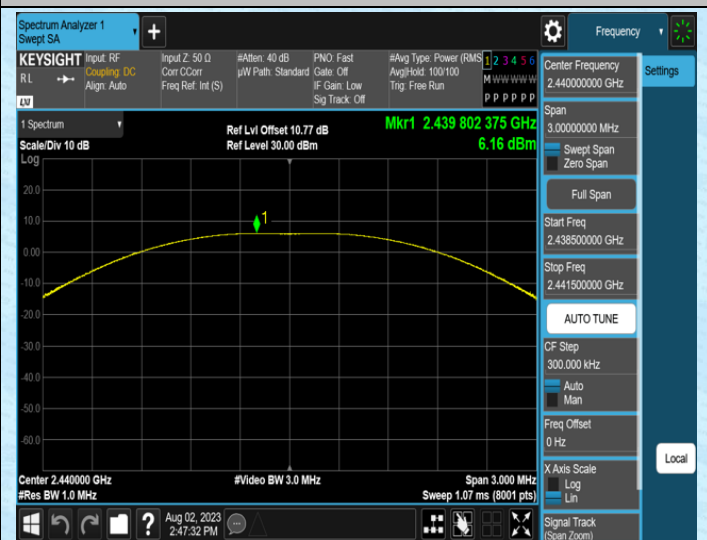 Spectrum Analyzer 1
Swept SA
+
Frequency
KEYSIGHT
RL
LXI
Input: RF
Coupling: DC
Align: Auto
Input Z: 50 Ω
Corr CCorr
Freq Ref: Int (S)
#Atten: 40 dB
µW Path: Standard
PNO: Fast
Gate: Off
IF Gain: Low
Sig Track: Off
#Avg Type: Power (RMS
Avg|Hold: 100/100
Trig: Free Run
1 2 3 4 5 6
M W W W W W
P P P P P P
1 Spectrum
Scale/Div 10 dB
Log
Ref Lvl Offset 10.77 dB
Ref Level 30.00 dBm
Mkr1 2.439 802 375 GHz
6.16 dBm
20.0
10.0
0.00
-10.0
-20.0
-30.0
-40.0
-50.0
-60.0
1
Center 2.440000 GHz
#Res BW 1.0 MHz
#Video BW 3.0 MHz
Span 3.000 MHz
Sweep 1.07 ms (8001 pts)
Center Frequency
2.440000000 GHz
Span
3.00000000 MHz
Swept Span
Zero Span
Full Span
Start Freq
2.438500000 GHz
Stop Freq
2.441500000 GHz
AUTO TUNE
CF Step
300.000 kHz
Auto
Man
Freq Offset
0 Hz
X Axis Scale
Log
Lin
Signal Track
(Span Zoom)
Settings
Local
?
Aug 02, 2023
2:47:32 PM